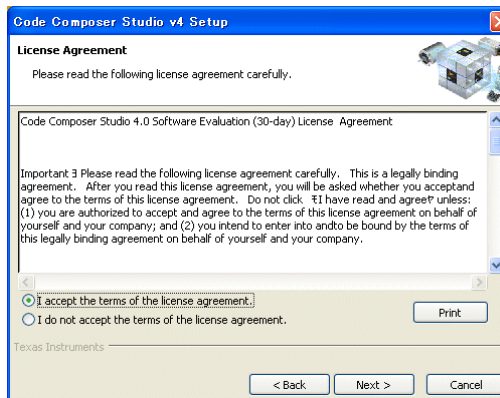 Code Composer Studio v4 Setup
License Agreement
Please read the following license agreement carefully.
Code Composer Studio 4.0 Software Evaluation (30-day) License  Agreement
Important ∃ Please read the following license agreement carefully.   This is a legally binding
agreement.   After you read this license agreement, you will be asked whether you acceptand
agree to the terms of this license agreement.   Do not click   ₹I have read and agree₹ unless:
(1) you are authorized to accept and agree to the terms of this license agreement on behalf of
yourself and your company; and (2) you intend to enter into andto be bound by the terms of
this legally binding agreement on behalf of yourself and your company.
I accept the terms of the license agreement.
I do not accept the terms of the license agreement.
Print
Texas Instruments
< Back
Next >
Cancel